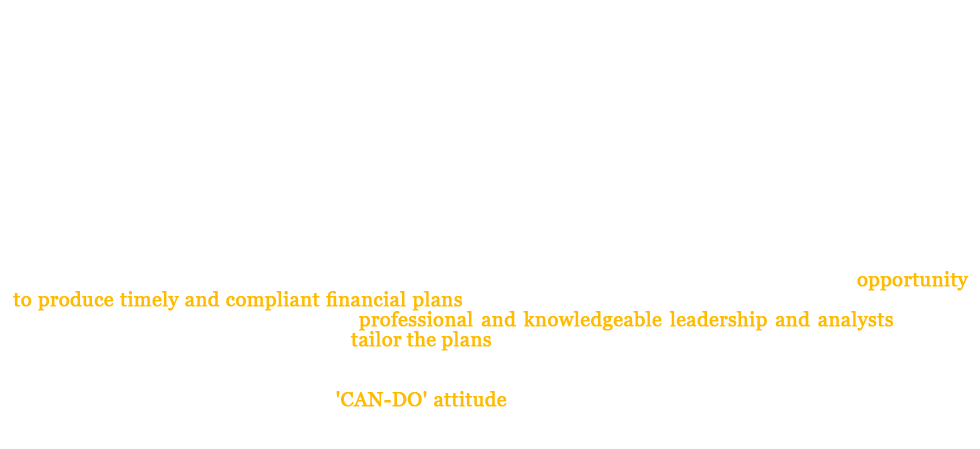 opportunity
to produce timely and compliant financial plans
professional and knowledgeable leadership and analysts
tailor the plans
'CAN-DO' attitude